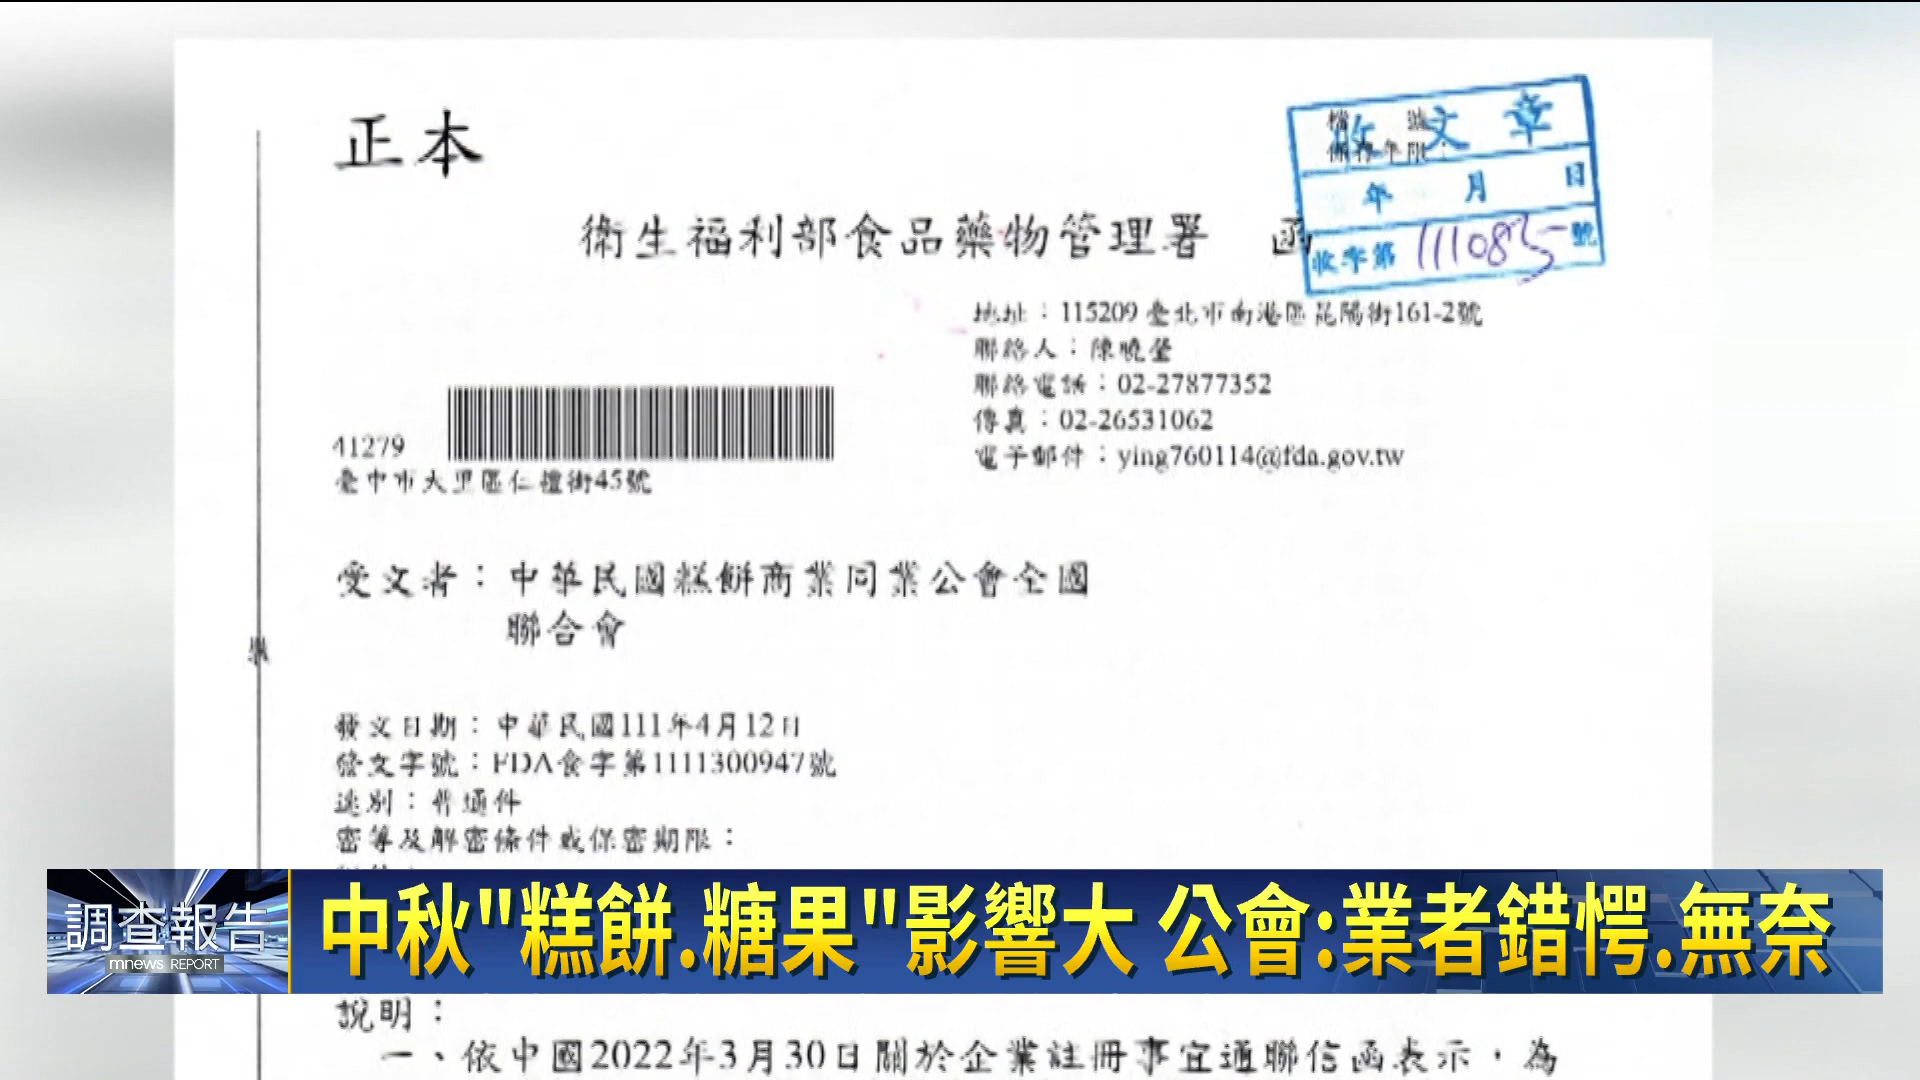 正本
檔 號
保存年限:
收文章
年 月 日
收字第 111085 號
衛生福利部食品藥物管理署 函
地址:115209 臺北市南港區昆陽街161-2號
聯絡人:陳曉瑩
聯絡電話:02-27877352
傳真:02-26531062
電子郵件:ying760114@fda.gov.tw
41279
臺中市大里區仁禮街45號
受文者:中華民國糕餅商業同業公會全國
聯合會
發文日期:中華民國111年4月12日
發文字號:FDA食字第1111300947號
速別:普通件
密等及解密條件或保密期限:
調查報告
mnews REPORT
中秋"糕餅.糖果"影響大 公會:業者錯愕.無奈
說明:
一、依中國2022年3月30日關於企業註冊事宜通聯信函表示,為